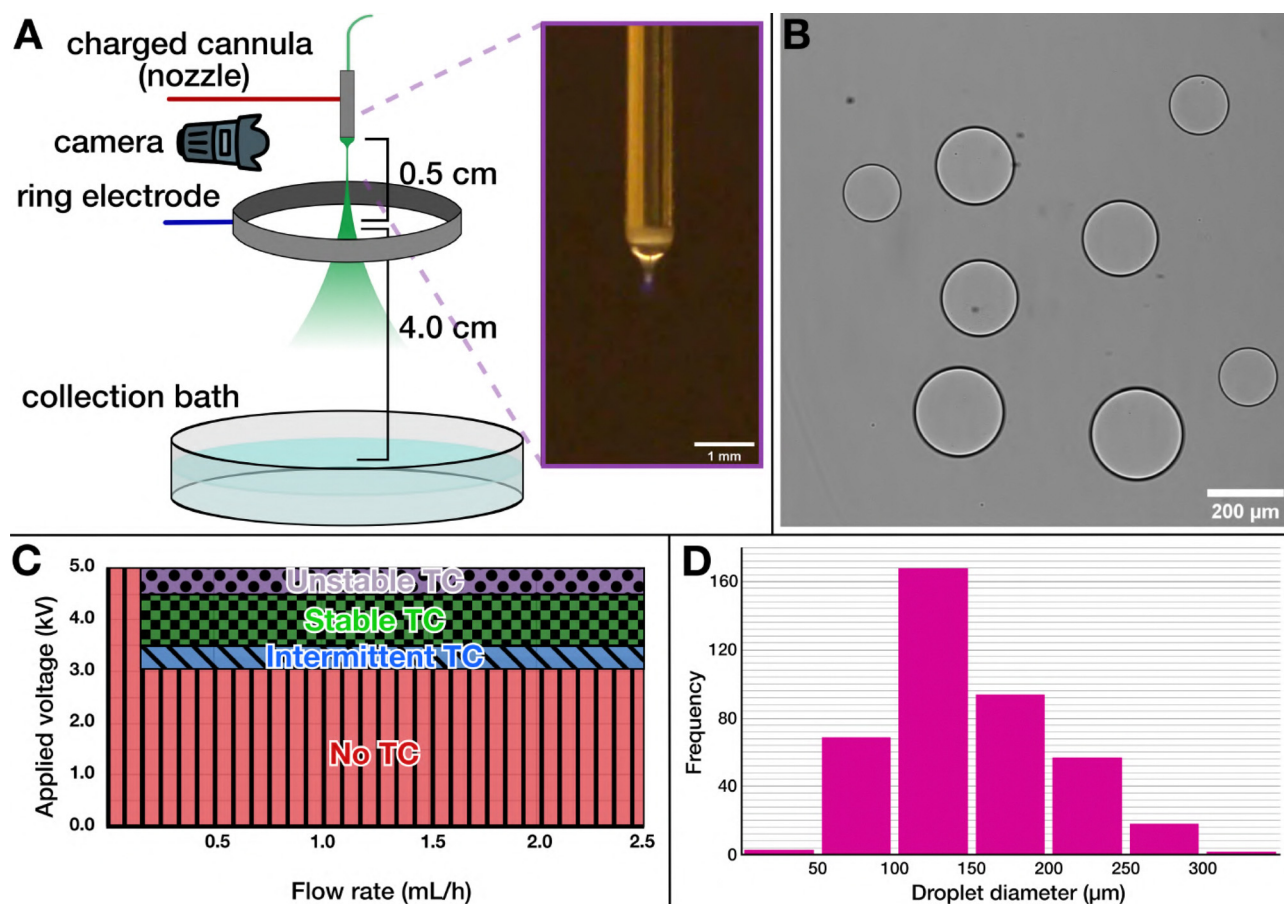 A
charged cannula
(nozzle)
camera
ring electrode
0.5 cm
4.0 cm
collection bath
1 mm
B
200 µm
C
Applied voltage (kV)
5.0
4.0
3.0
2.0
1.0
0.0
Unstable TC
Stable TC
Intermittent TC
No TC
0.5 1.0 1.5 2.0 2.5
Flow rate (mL/h)
D
Frequency
160
120
80
40
0
50 100 150 200 250 300
Droplet diameter (µm)